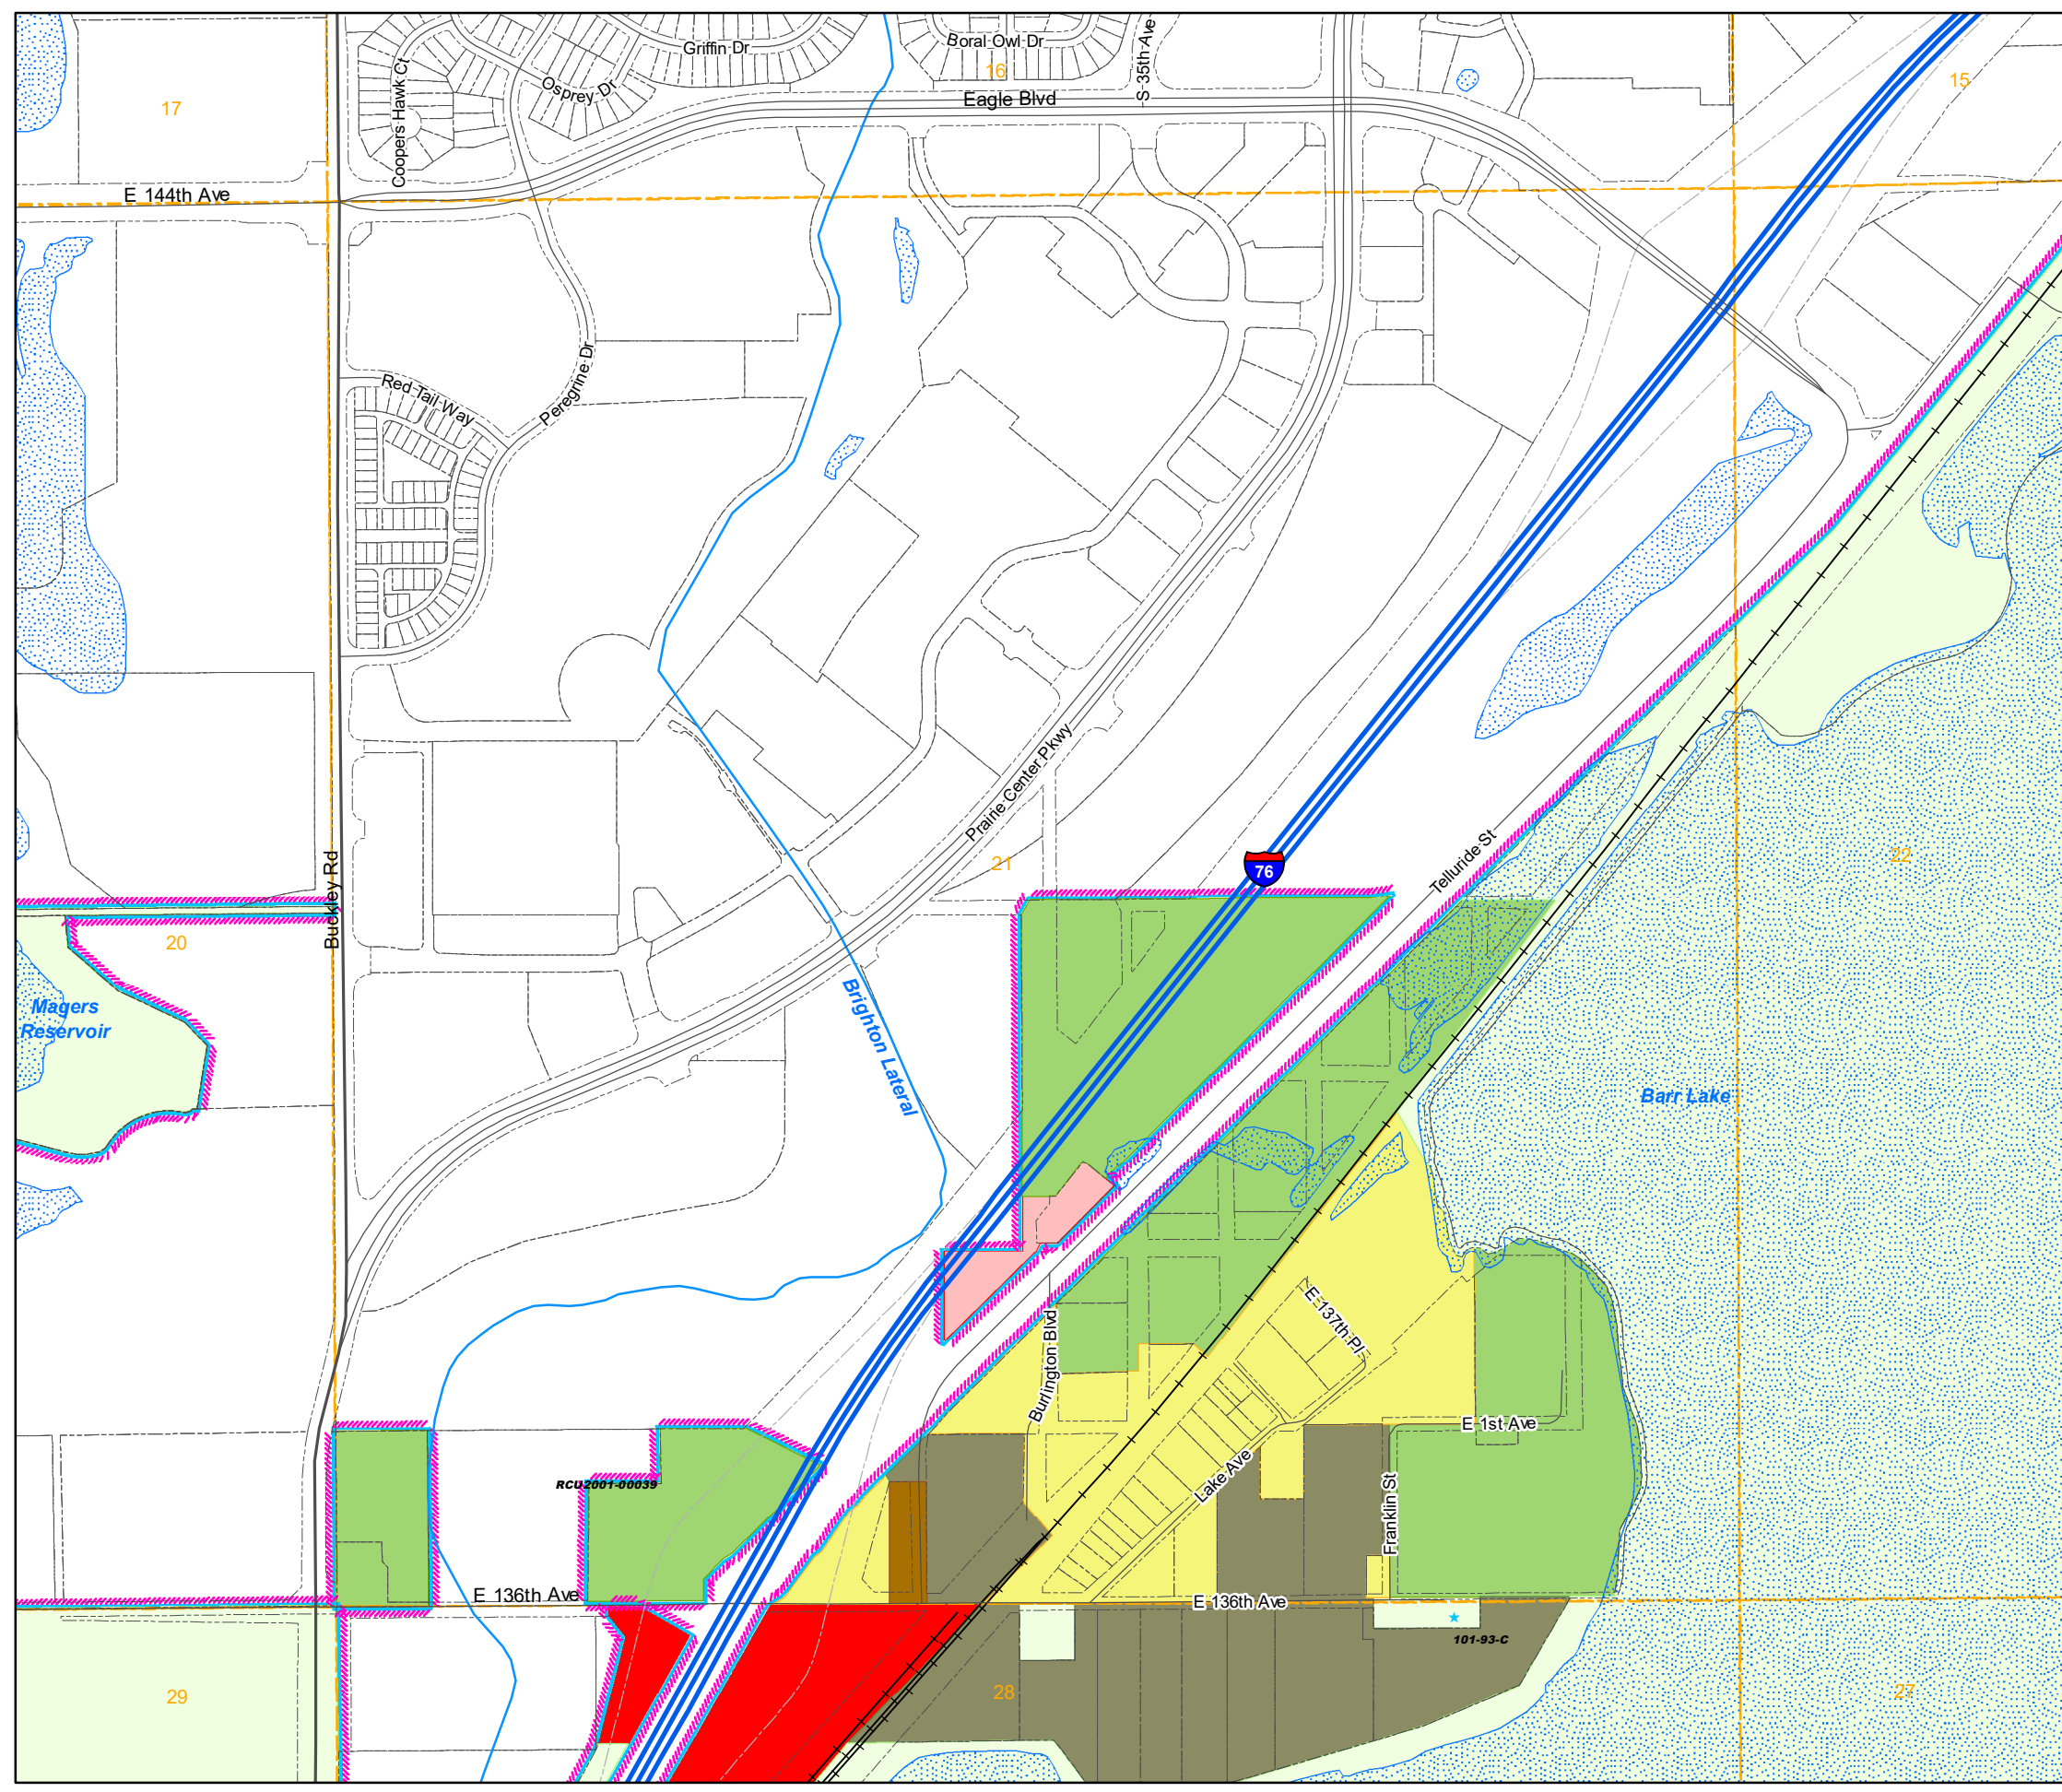 Griffin Dr
Boral Owl Dr
S 35th Ave
16
15
17
Coopers Hawk Ct
Osprey Dr
Eagle Blvd
E 144th Ave
Red Tail Way
Peregrine Dr
Prairie Center Pkwy
21
76
Telluride St
22
Buckley Rd
20
Magers
Reservoir
Brighton Lateral
Barr Lake
E 137th Pl
Burlington Blvd
E 1st Ave
Lake Ave
Franklin St
RCU2001-00039
E 136th Ave
E 136th Ave
101-93-C
29
28
27